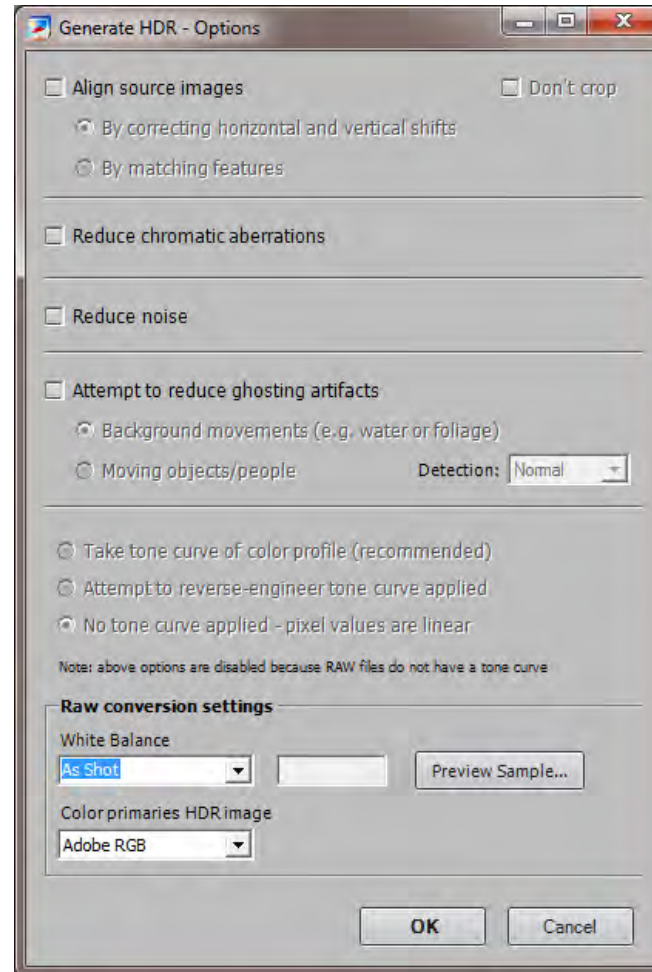 Generate HDR - Options
Align source images Don't crop
By correcting horizontal and vertical shifts
By matching features
Reduce chromatic aberrations
Reduce noise
Attempt to reduce ghosting artifacts
Background movements (e.g. water or foliage)
Moving objects/people Detection: Normal
Take tone curve of color profile (recommended)
Attempt to reverse-engineer tone curve applied
No tone curve applied - pixel values are linear
Note: above options are disabled because RAW files do not have a tone curve
Raw conversion settings
White Balance
As Shot Preview Sample...
Color primaries HDR image
Adobe RGB
OK Cancel